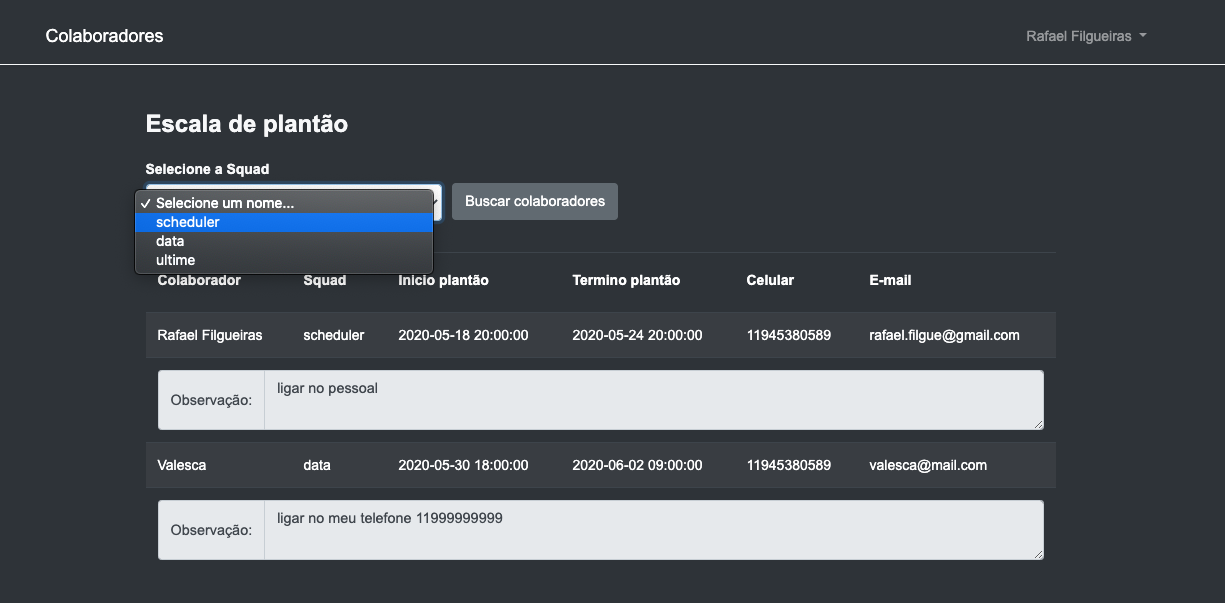 Colaboradores
Rafael Filgueiras
Escala de plantão
Selecione a Squad
✓ Selecione um nome...
Buscar colaboradores
scheduler
data
ultime
Colaborador Squad Inicio plantão Termino plantão Celular E-mail
Rafael Filgueiras scheduler 2020-05-18 20:00:00 2020-05-24 20:00:00 11945380589 rafael.filgue@gmail.com
Observação: ligar no pessoal
Valesca data 2020-05-30 18:00:00 2020-06-02 09:00:00 11945380589 valesca@mail.com
Observação: ligar no meu telefone 11999999999